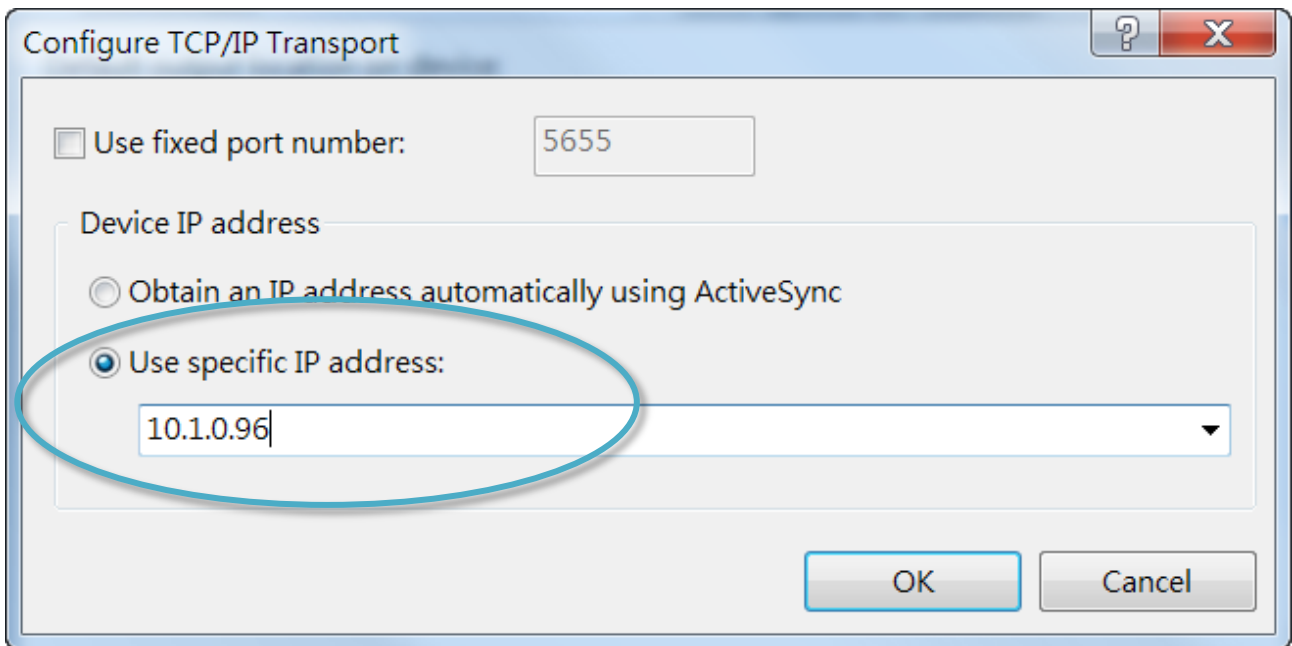 Configure TCP/IP Transport
Use fixed port number: 5655
Device IP address
Obtain an IP address automatically using ActiveSync
Use specific IP address:
10.1.0.96
OK Cancel